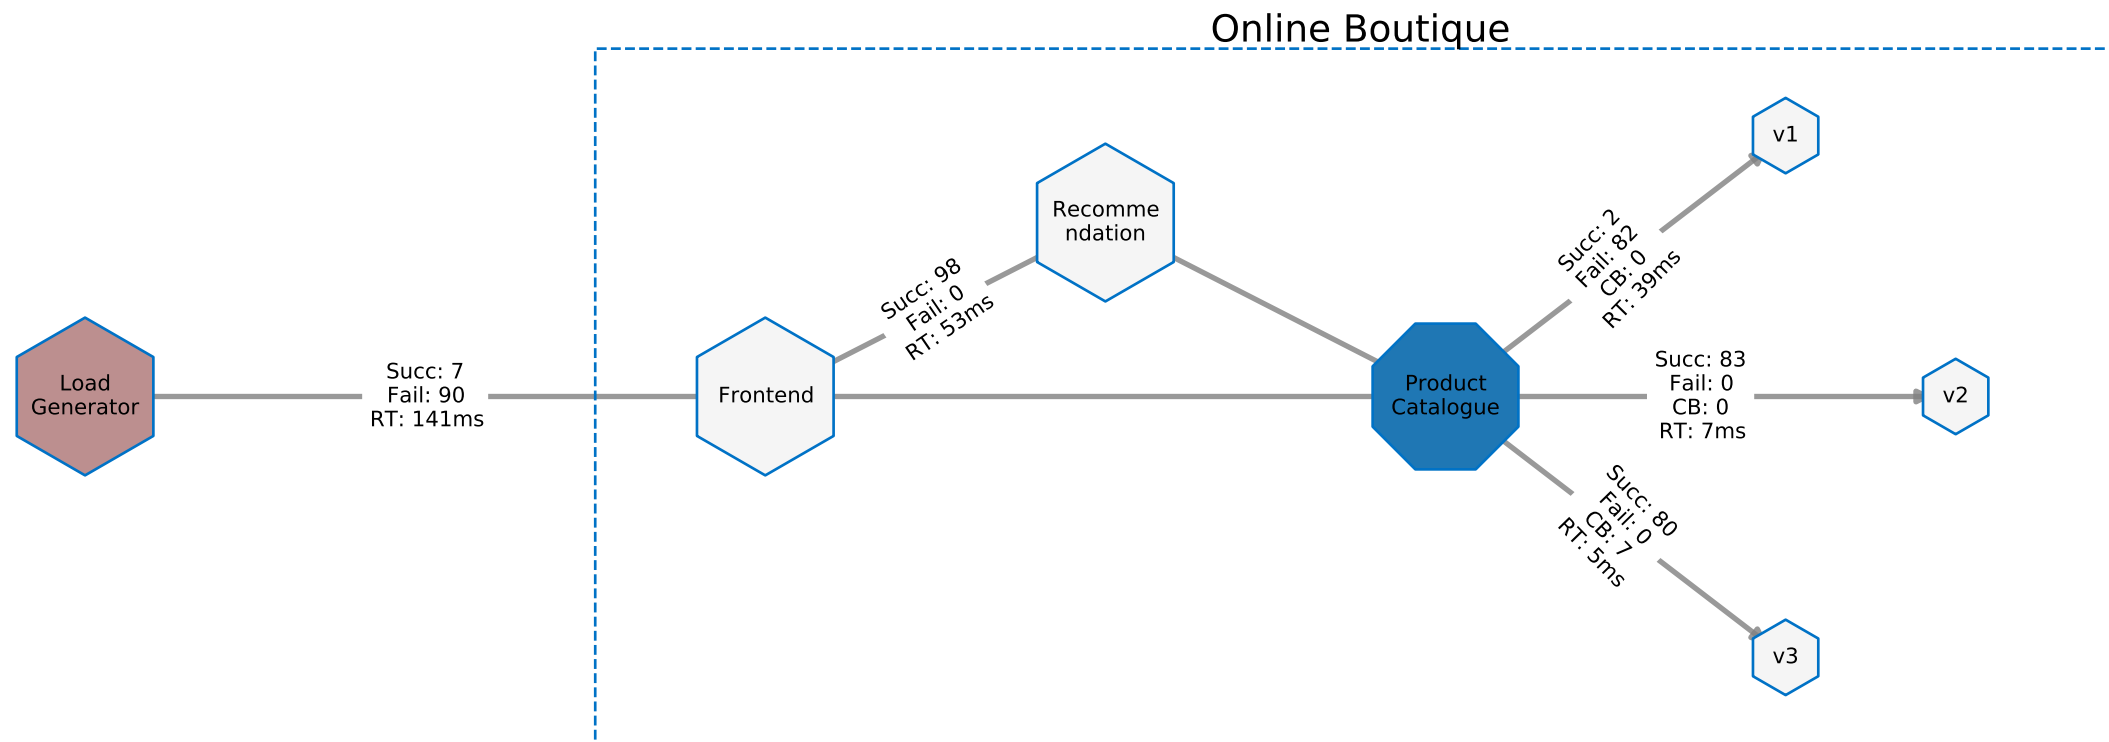 Online Boutique
Load
Generator
Succ: 7
Fail: 90
RT: 141ms
Frontend
Succ: 98
Fail: 0
RT: 53ms
Recomme
ndation
Product
Catalogue
Succ: 2
Fail: 82
CB: 0
RT: 39ms
v1
Succ: 83
Fail: 0
CB: 0
RT: 7ms
v2
Succ: 80
Fail: 0
CB: 7
RT: 5ms
v3